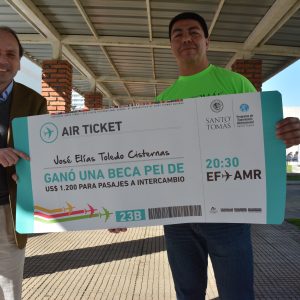 AIR TICKET
José Elías Toledo Cisternas
GANÓ UNA BECA PEI DE
US$ 1.200 PARA PASAJES A INTERCAMBIO
23B
SANTO TOMÁS
20:30
EF AMR